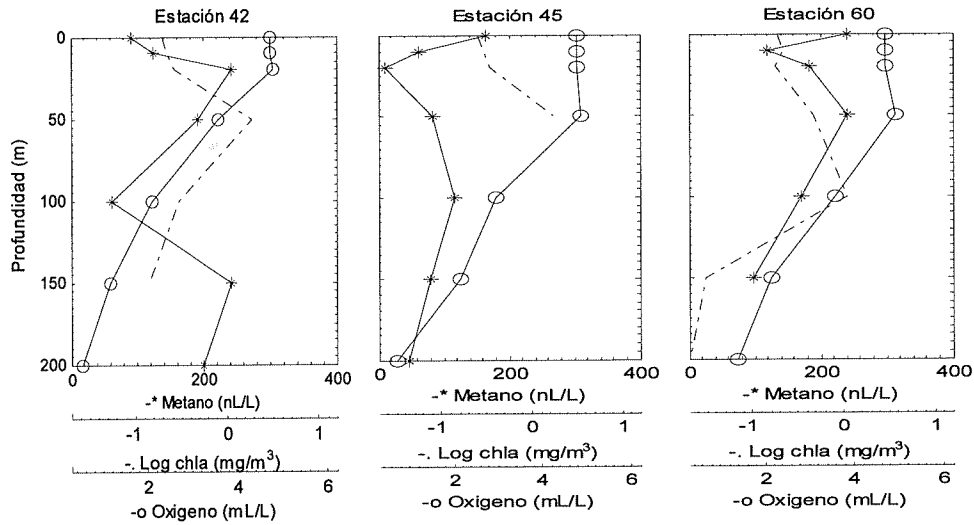 Estación 42
Estación 45
Estación 60
Profundidad (m)
0
50
100
150
200
0 200 400
0 200 400
0 200 400
-* Metano (nL/L)
-* Metano (nL/L)
-* Metano (nL/L)
-1 0 1
-1 0 1
-1 0 1
-. Log chla (mg/m³)
-. Log chla (mg/m³)
-. Log chla (mg/m³)
2 4 6
2 4 6
2 4 6
-o Oxigeno (mL/L)
-o Oxigeno (mL/L)
-o Oxigeno (mL/L)